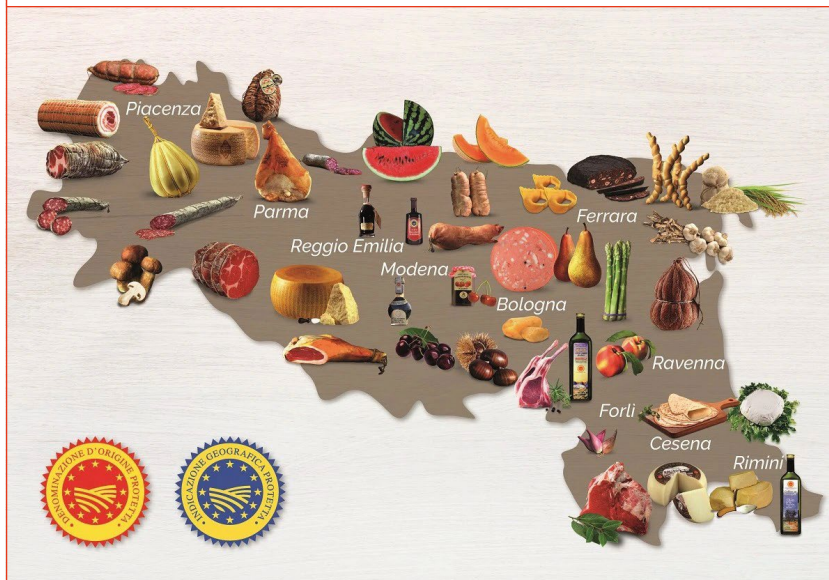 Piacenza
Parma
Reggio Emilia
Modena
Bologna
Ferrara
Ravenna
Forlì
Cesena
Rimini
DENOMINAZIONE D'ORIGINE PROTETTA
INDICAZIONE GEOGRAFICA PROTETTA